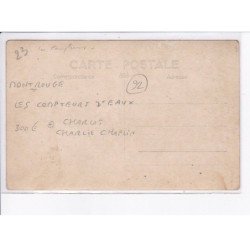 23
CARTE POSTALE
Correspondance
Adresse
92
MONTROUGE
LES COMPTEURS D'EAUX
300€ @ CHARLOT
CHARLIE CHAPLIN